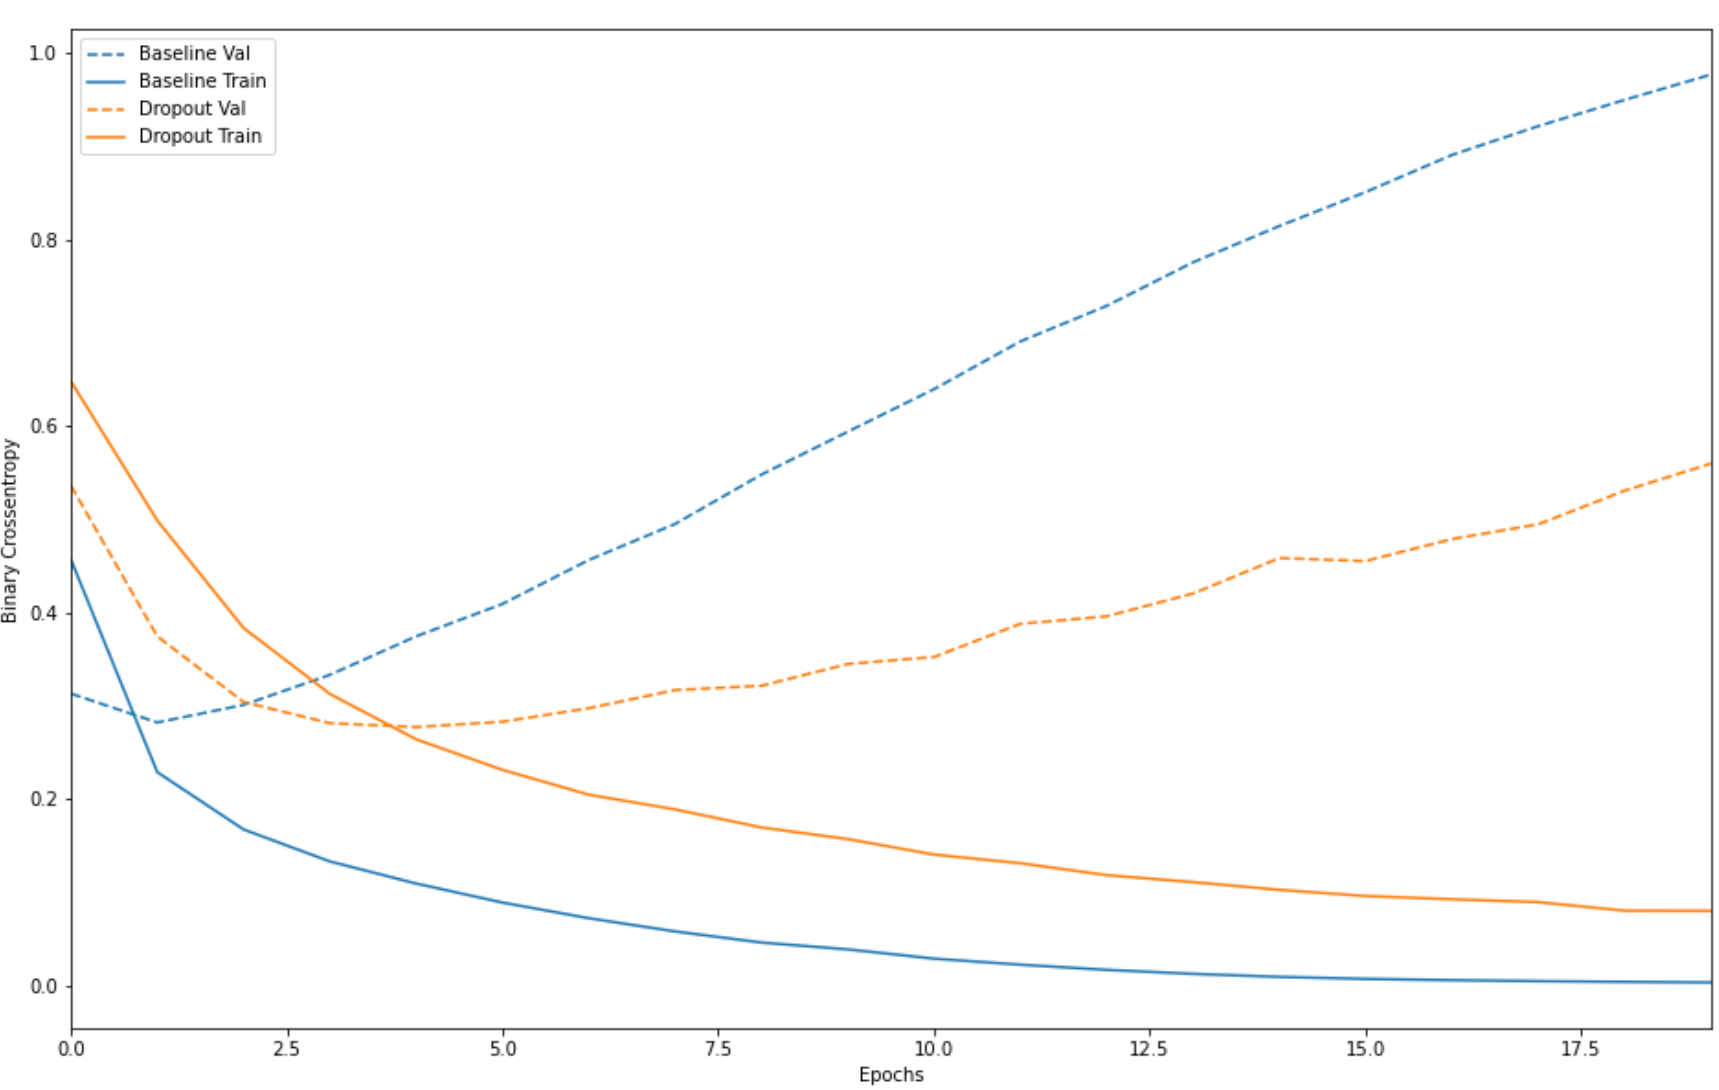 Baseline Val
Baseline Train
Dropout Val
Dropout Train
1.0
0.8
0.6
0.4
0.2
0.0
Binary Crossentropy
0.0 2.5 5.0 7.5 10.0 12.5 15.0 17.5
Epochs